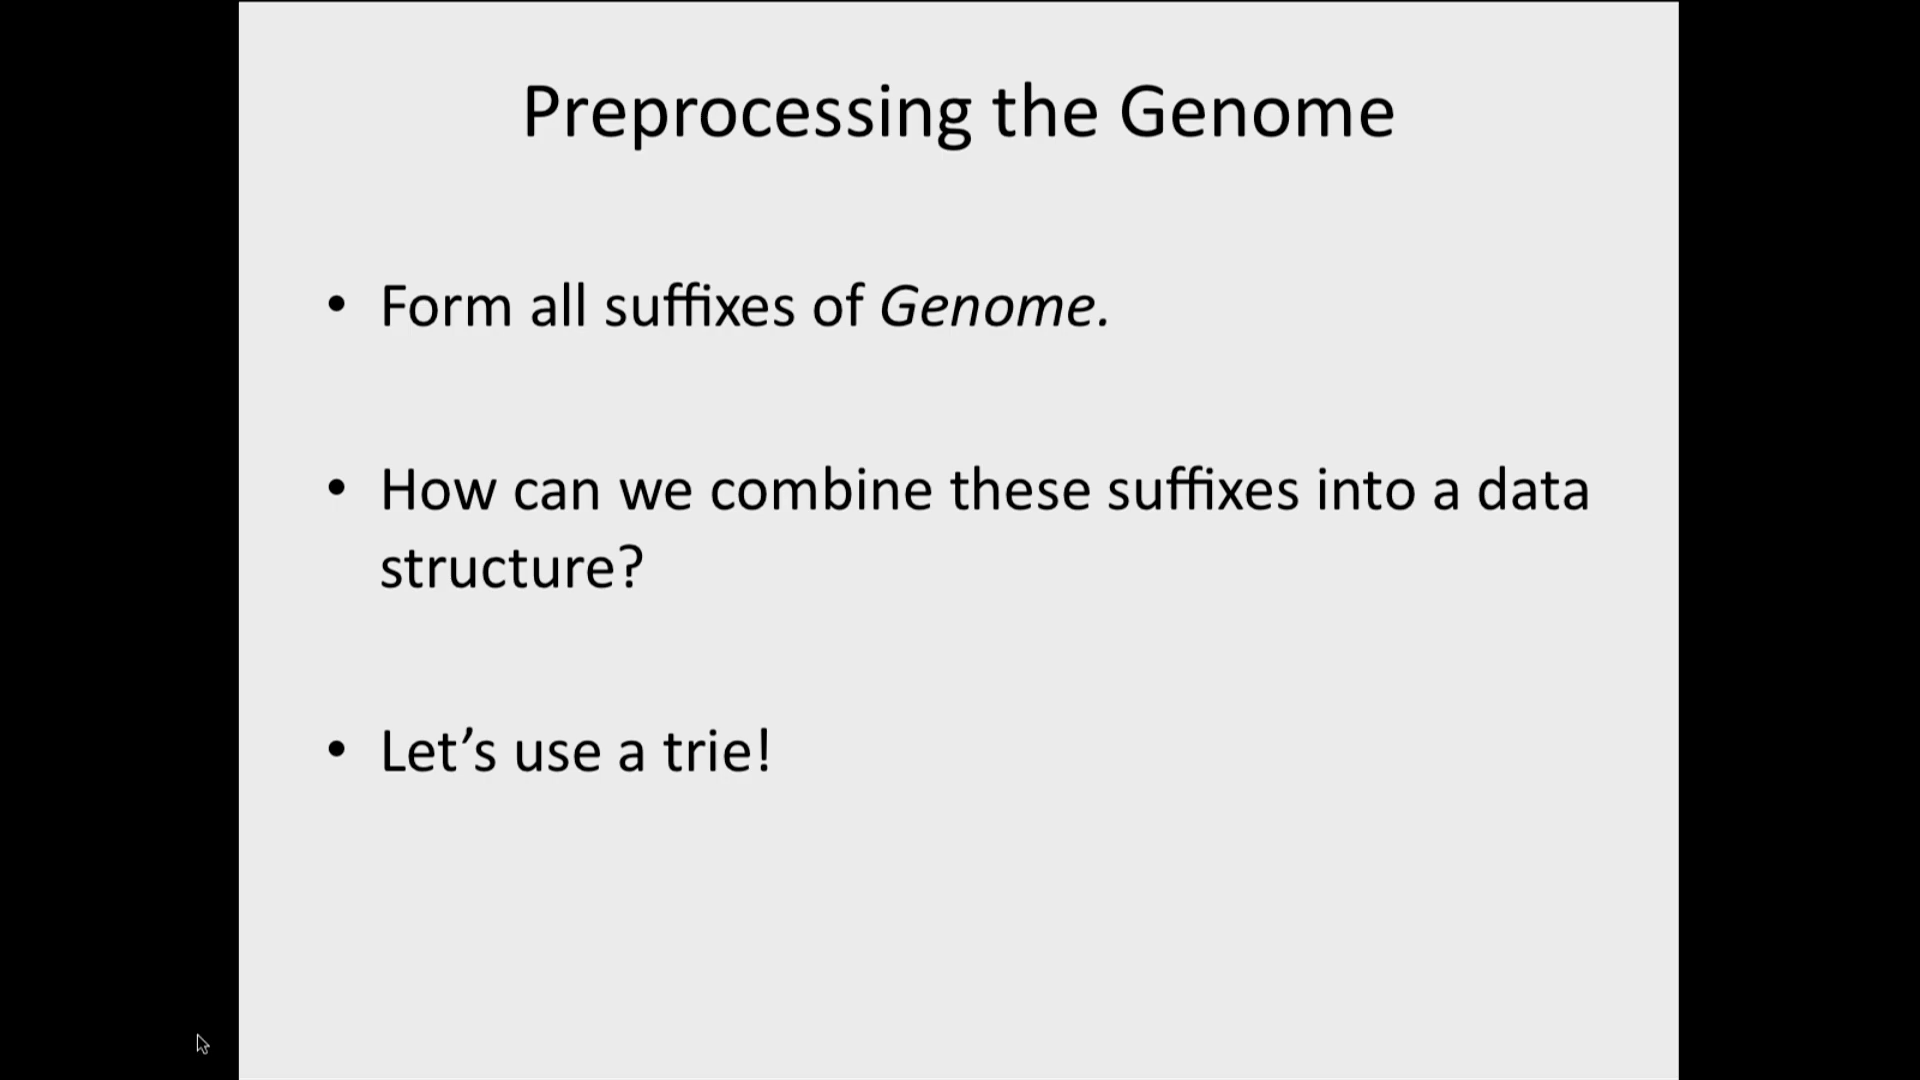 Preprocessing the Genome
• Form all suffixes of Genome.
• How can we combine these suffixes into a data
structure?
• Let’s use a trie!